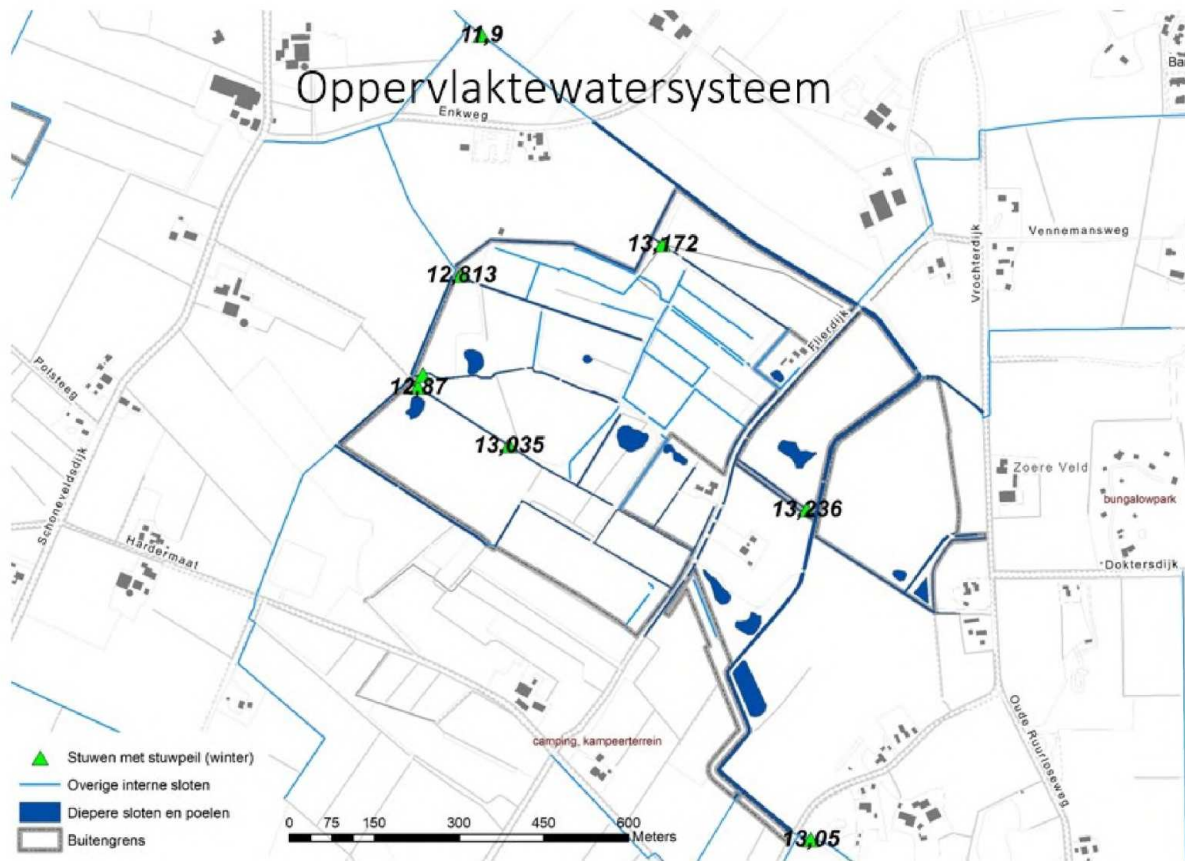 11,9
Oppervlaktewatersysteem
Ba
Enkweg
Vennemansweg
Vrochterdijk
13,172
12,813
Flierdijk
Polsteeg
12,87
13,035
Schoneveldsdijk
Zoere Veld
bungalowpark
13,236
Hardermaat
Doktersdijk
Oude Ruurloseweg
camping, kampeerterrein
Stuwen met stuwpeil (winter)
Overige interne sloten
Diepere sloten en poelen
Buitengrens
0 75 150 300 450 600
Meters
13,05